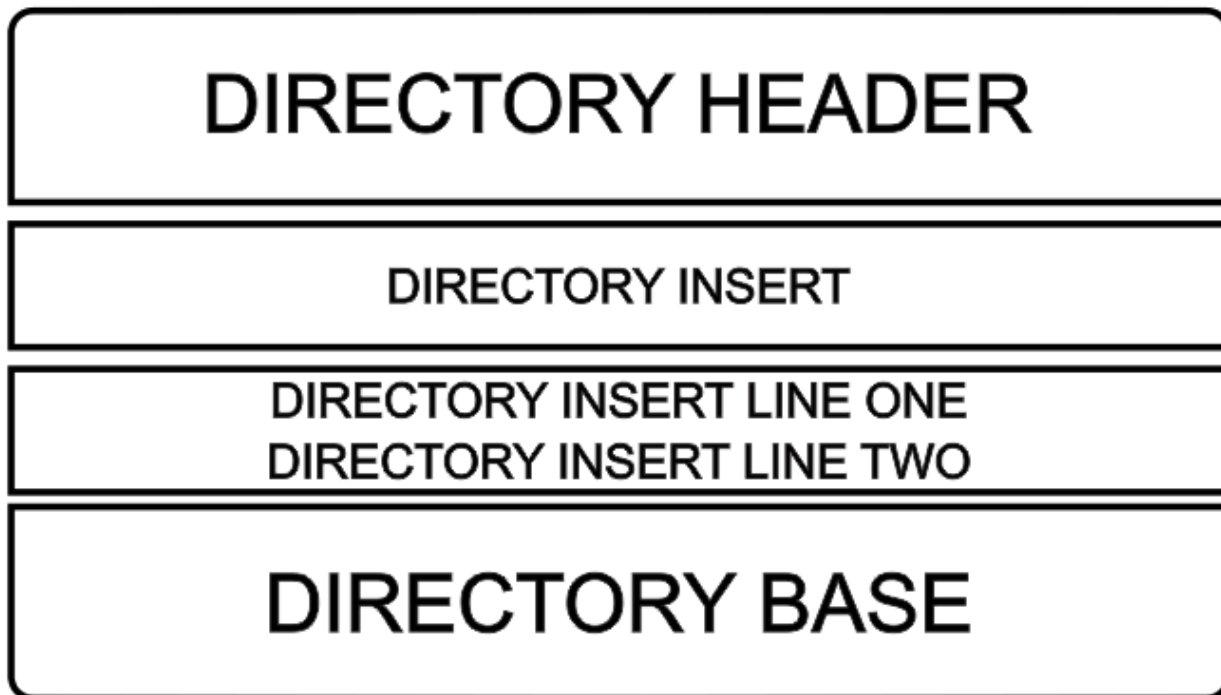 DIRECTORY HEADER
DIRECTORY INSERT
DIRECTORY INSERT LINE ONE
DIRECTORY INSERT LINE TWO
DIRECTORY BASE